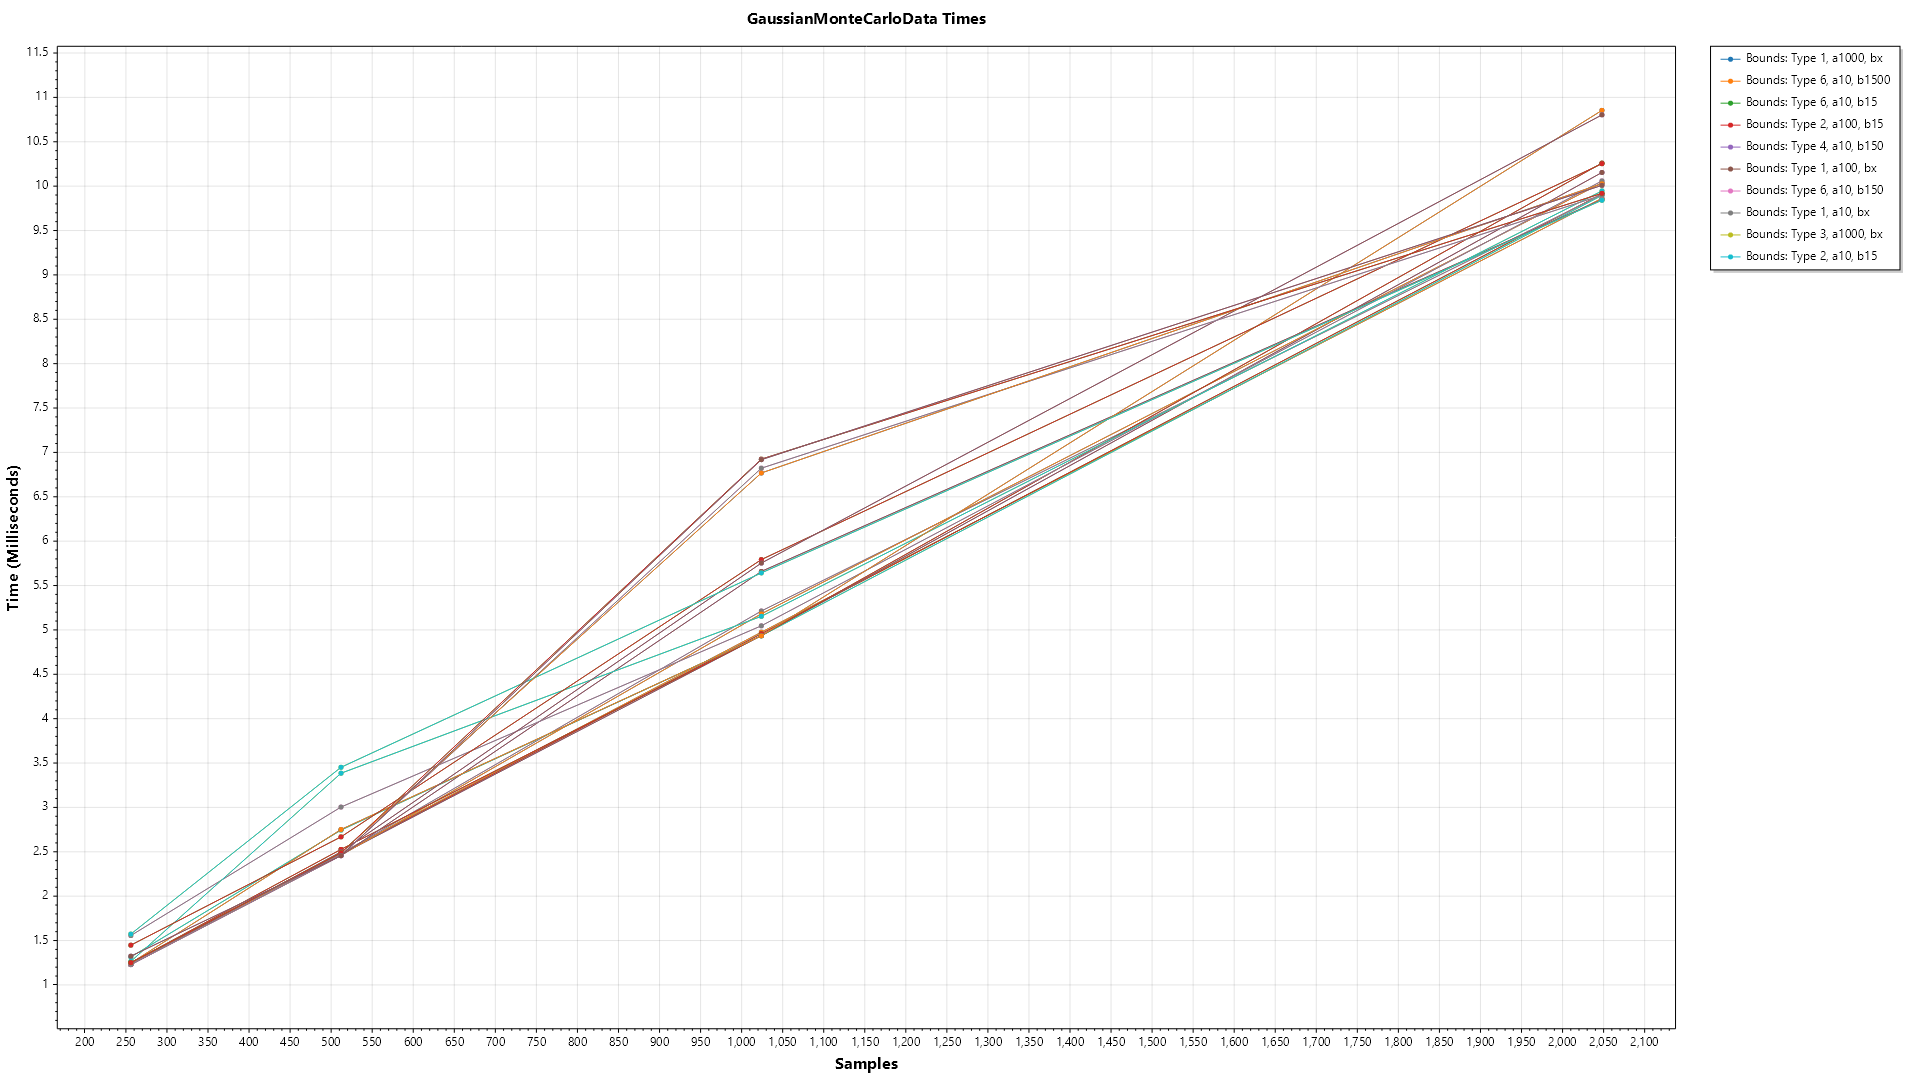 GaussianMonteCarloData Times
11.5
11
10.5
10
9.5
9
8.5
8
7.5
7
6.5
6
5.5
5
4.5
4
3.5
3
2.5
2
1.5
1
Time (Milliseconds)
200 250 300 350 400 450 500 550 600 650 700 750 800 850 900 950 1,000 1,050 1,100 1,150 1,200 1,250 1,300 1,350 1,400 1,450 1,500 1,550 1,600 1,650 1,700 1,750 1,800 1,850 1,900 1,950 2,000 2,050 2,100
Samples
Bounds: Type 1, a1000, bx
Bounds: Type 6, a10, b1500
Bounds: Type 6, a10, b15
Bounds: Type 2, a100, b15
Bounds: Type 4, a10, b150
Bounds: Type 1, a100, bx
Bounds: Type 6, a10, b150
Bounds: Type 1, a10, bx
Bounds: Type 3, a1000, bx
Bounds: Type 2, a10, b15